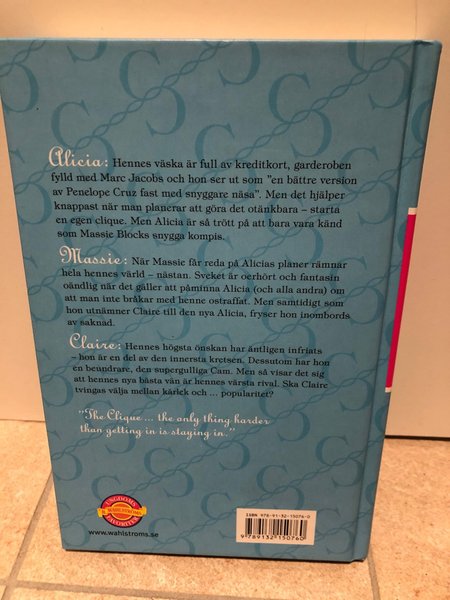 Alicia: Hennes väska är full av kreditkort, garderoben
fylld med Marc Jacobs och hon ser ut som "en bättre version
av Penelope Cruz fast med snyggare näsa". Men det hjälper
knappast när man planerar att göra det otänkbara – starta
en egen clique. Men Alicia är så trött på att bara vara känd
som Massie Blocks snygga kompis.
Massie: När Massie får reda på Alicias planer rämnar
hela hennes värld – nästan. Sveket är oerhört och fantasin
oändlig när det gäller att påminna Alicia (och alla andra) om
att man inte bråkar med henne ostraffat. Men samtidigt som
hon utnämner Claire till den nya Alicia, fryser hon inombords
av saknad.
Claire: Hennes högsta önskan har äntligen infriats
– hon är en del av den innersta kretsen. Dessutom har hon
en beundrare, den supergulliga Cam. Men så visar det sig
att hennes nya bästa vän är hennes värsta rival. Ska Claire
tvingas välja mellan kärlek och ... popularitet?
"The Clique ... the only thing harder
than getting in is staying in."
UNGDOMS
WAHLSTRÖMS
FAVORITER
www.wahlstroms.se
ISBN 978-91-32-15076-0
9 789132 150760